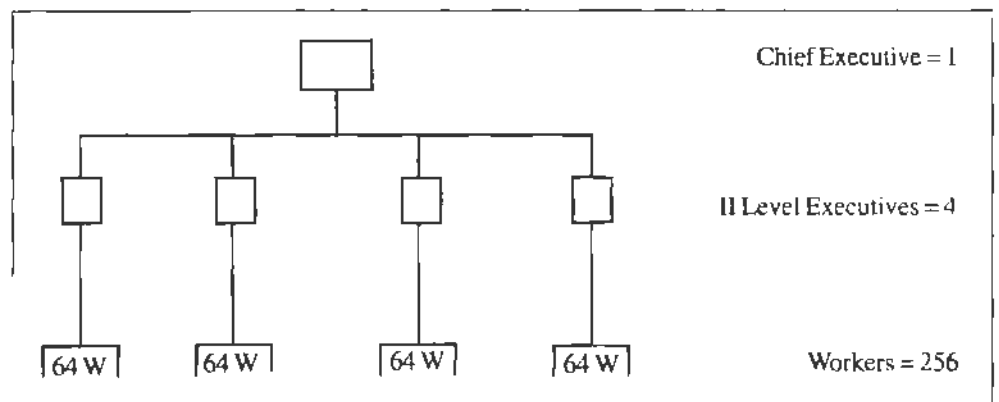 Chief Executive = 1
II Level Executives = 4
64 W 64 W 64 W 64 W Workers = 256